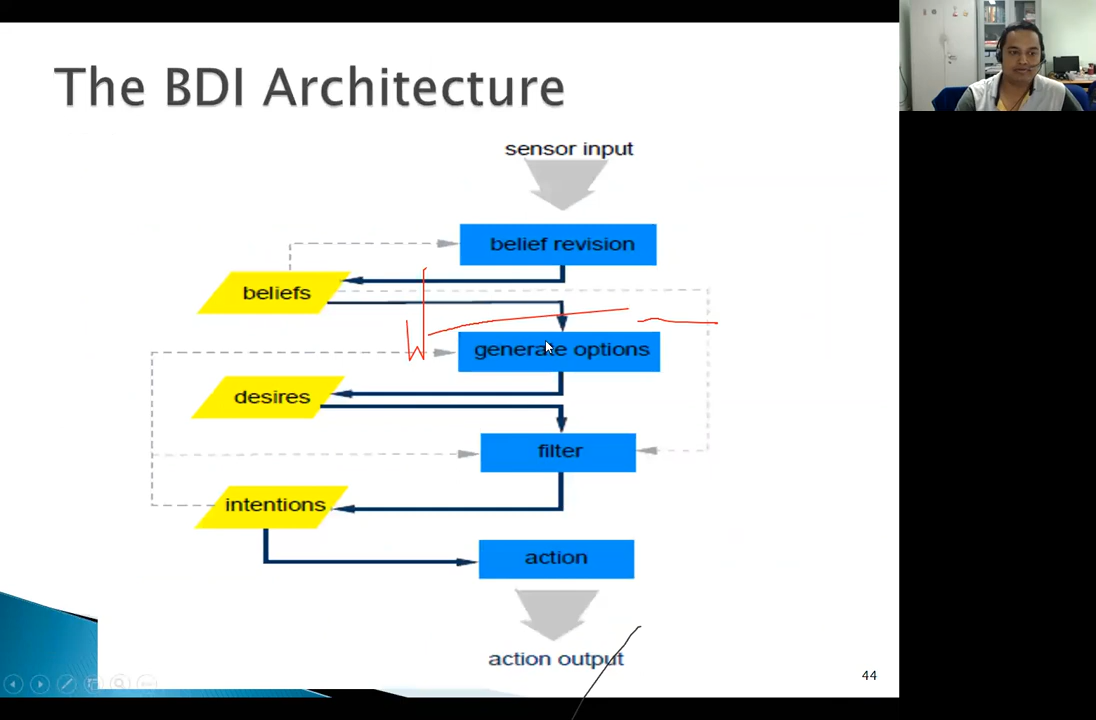 The BDI Architecture
sensor input
belief revision
beliefs
generate options
desires
filter
intentions
action
action output
44